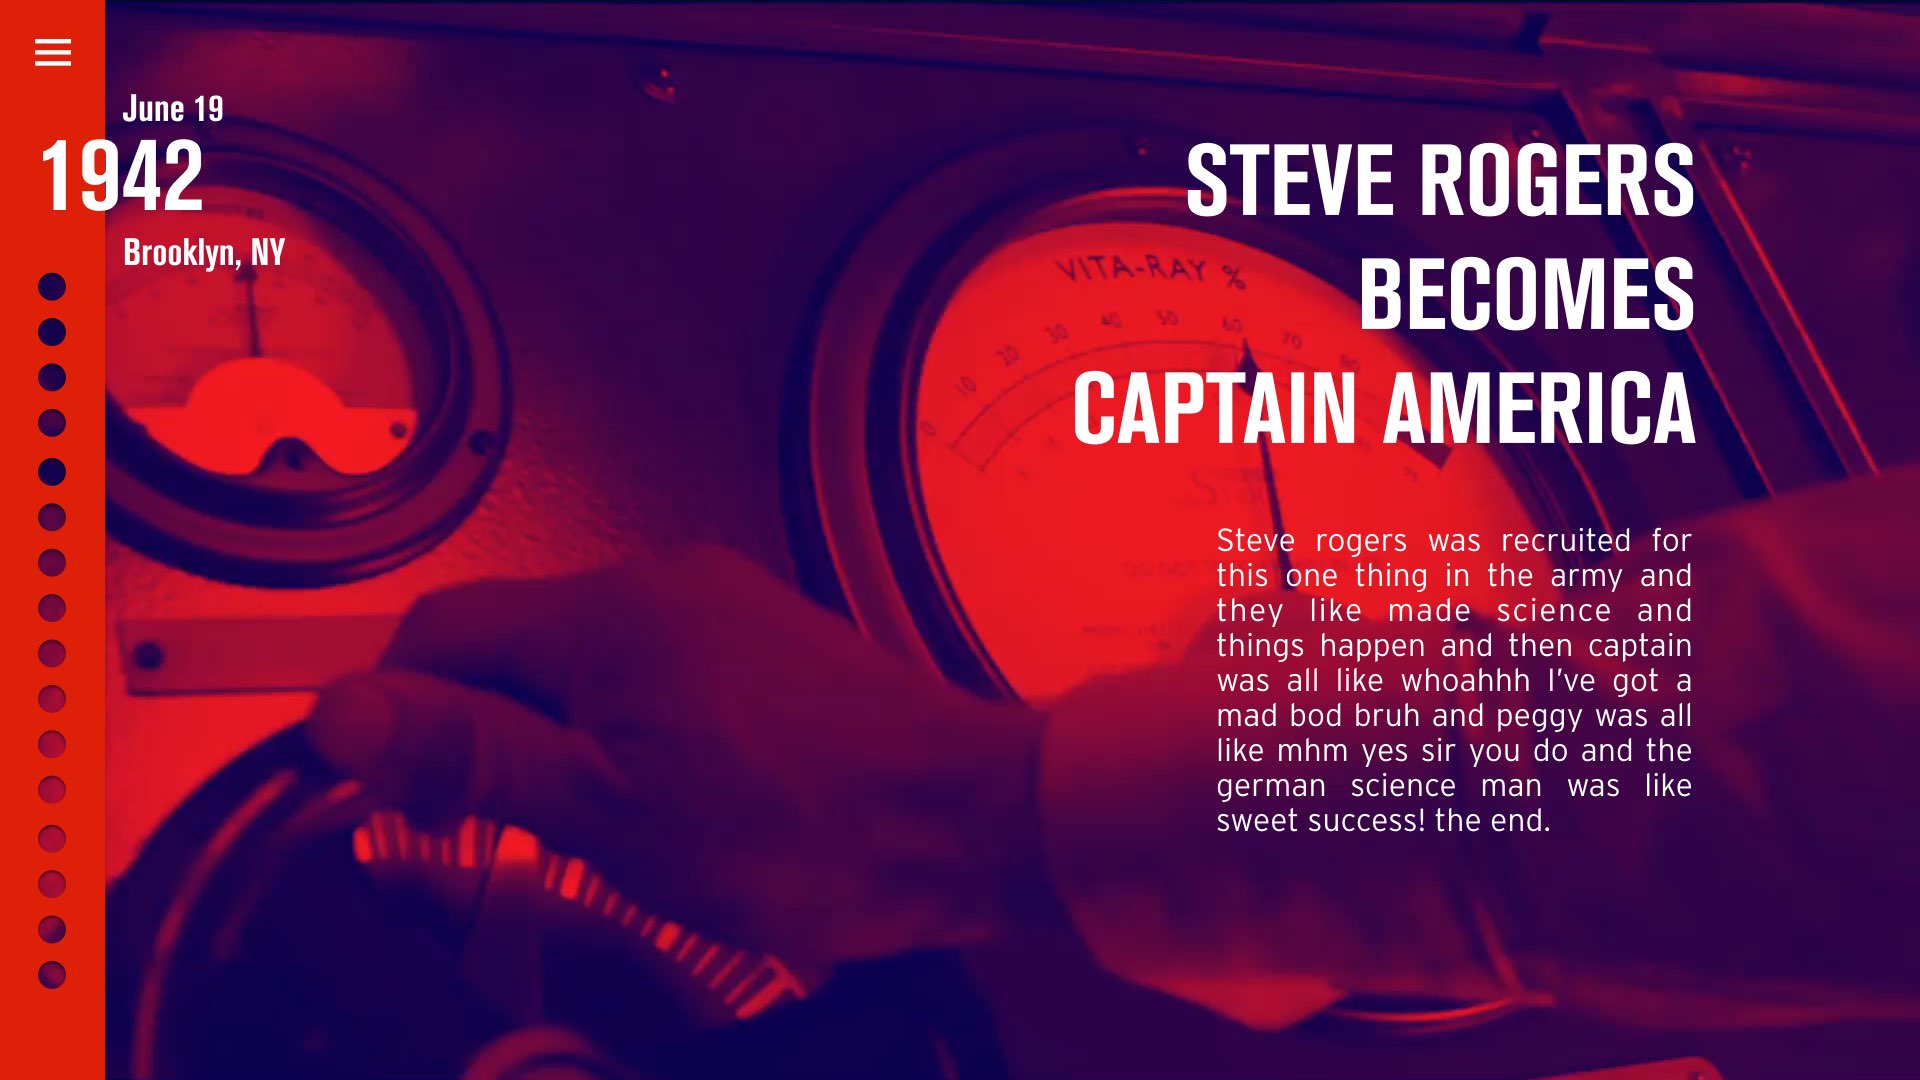 June 19
1942
Brooklyn, NY
STEVE ROGERS
BECOMES
CAPTAIN AMERICA
VITA-RAY %
0 10 20 30 40 50 60 70 80
Steve rogers was recruited for
this one thing in the army and
they like made science and
things happen and then captain
was all like whoahhh I've got a
mad bod bruh and peggy was all
like mhm yes sir you do and the
german science man was like
sweet success! the end.